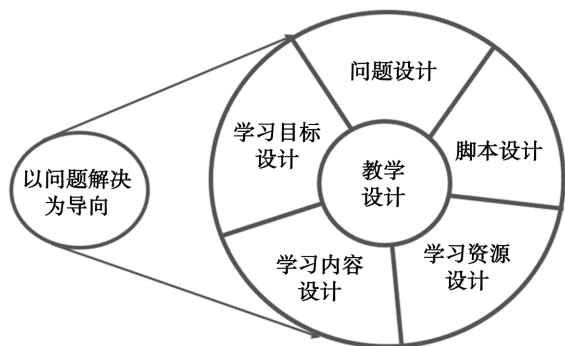 以问题解决
为导向
问题设计
学习目标
设计
脚本设计
教学
设计
学习资源
设计
学习内容
设计